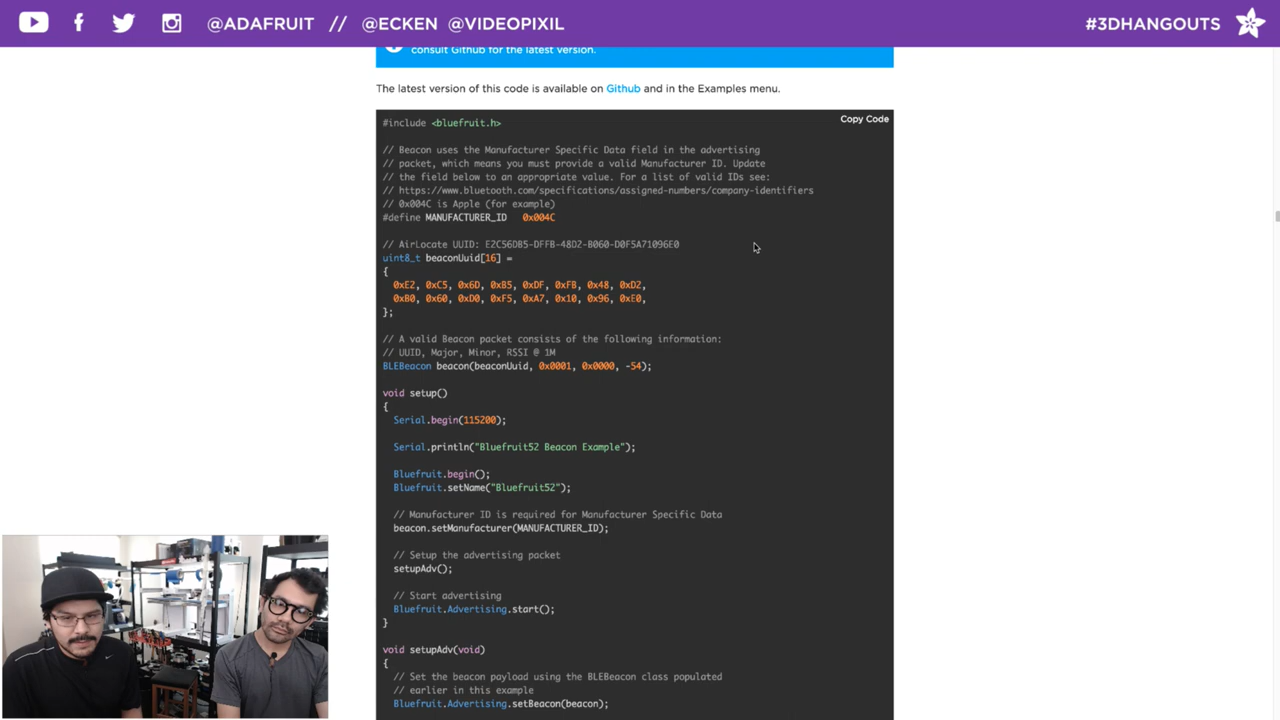 @ADAFRUIT // @ECKEN @VIDEOPIXIL #3DHANGOUTS
consult Github for the latest version.
The latest version of this code is available on Github and in the Examples menu.
Copy Code
#include <bluefruit.h>
// Beacon uses the Manufacturer Specific Data field in the advertising
// packet, which means you must provide a valid Manufacturer ID. Update
// the field below to an appropriate value. For a list of valid IDs see:
// https://www.bluetooth.com/specifications/assigned-numbers/company-identifiers
// 0x004C is Apple (for example)
#define MANUFACTURER_ID   0x004C
// AirLocate UUID: E2C56DB5-DFFB-48D2-B060-D0F5A71096E0
uint8_t beaconUuid[16] =
{
0xE2, 0xC5, 0x6D, 0xB5, 0xDF, 0xFB, 0x48, 0xD2,
0xB0, 0x60, 0xD0, 0xF5, 0xA7, 0x10, 0x96, 0xE0,
};
// A valid Beacon packet consists of the following information:
// UUID, Major, Minor, RSSI @ 1M
BLEBeacon beacon(beaconUuid, 0x0001, 0x0000, -54);
void setup()
{
Serial.begin(115200);
Serial.println("Bluefruit52 Beacon Example");
Bluefruit.begin();
Bluefruit.setName("Bluefruit52");
// Manufacturer ID is required for Manufacturer Specific Data
beacon.setManufacturer(MANUFACTURER_ID);
// Setup the advertising packet
setupAdv();
// Start advertising
Bluefruit.Advertising.start();
}
void setupAdv(void)
{
// Set the beacon payload using the BLEBeacon class populated
// earlier in this example
Bluefruit.Advertising.setBeacon(beacon);